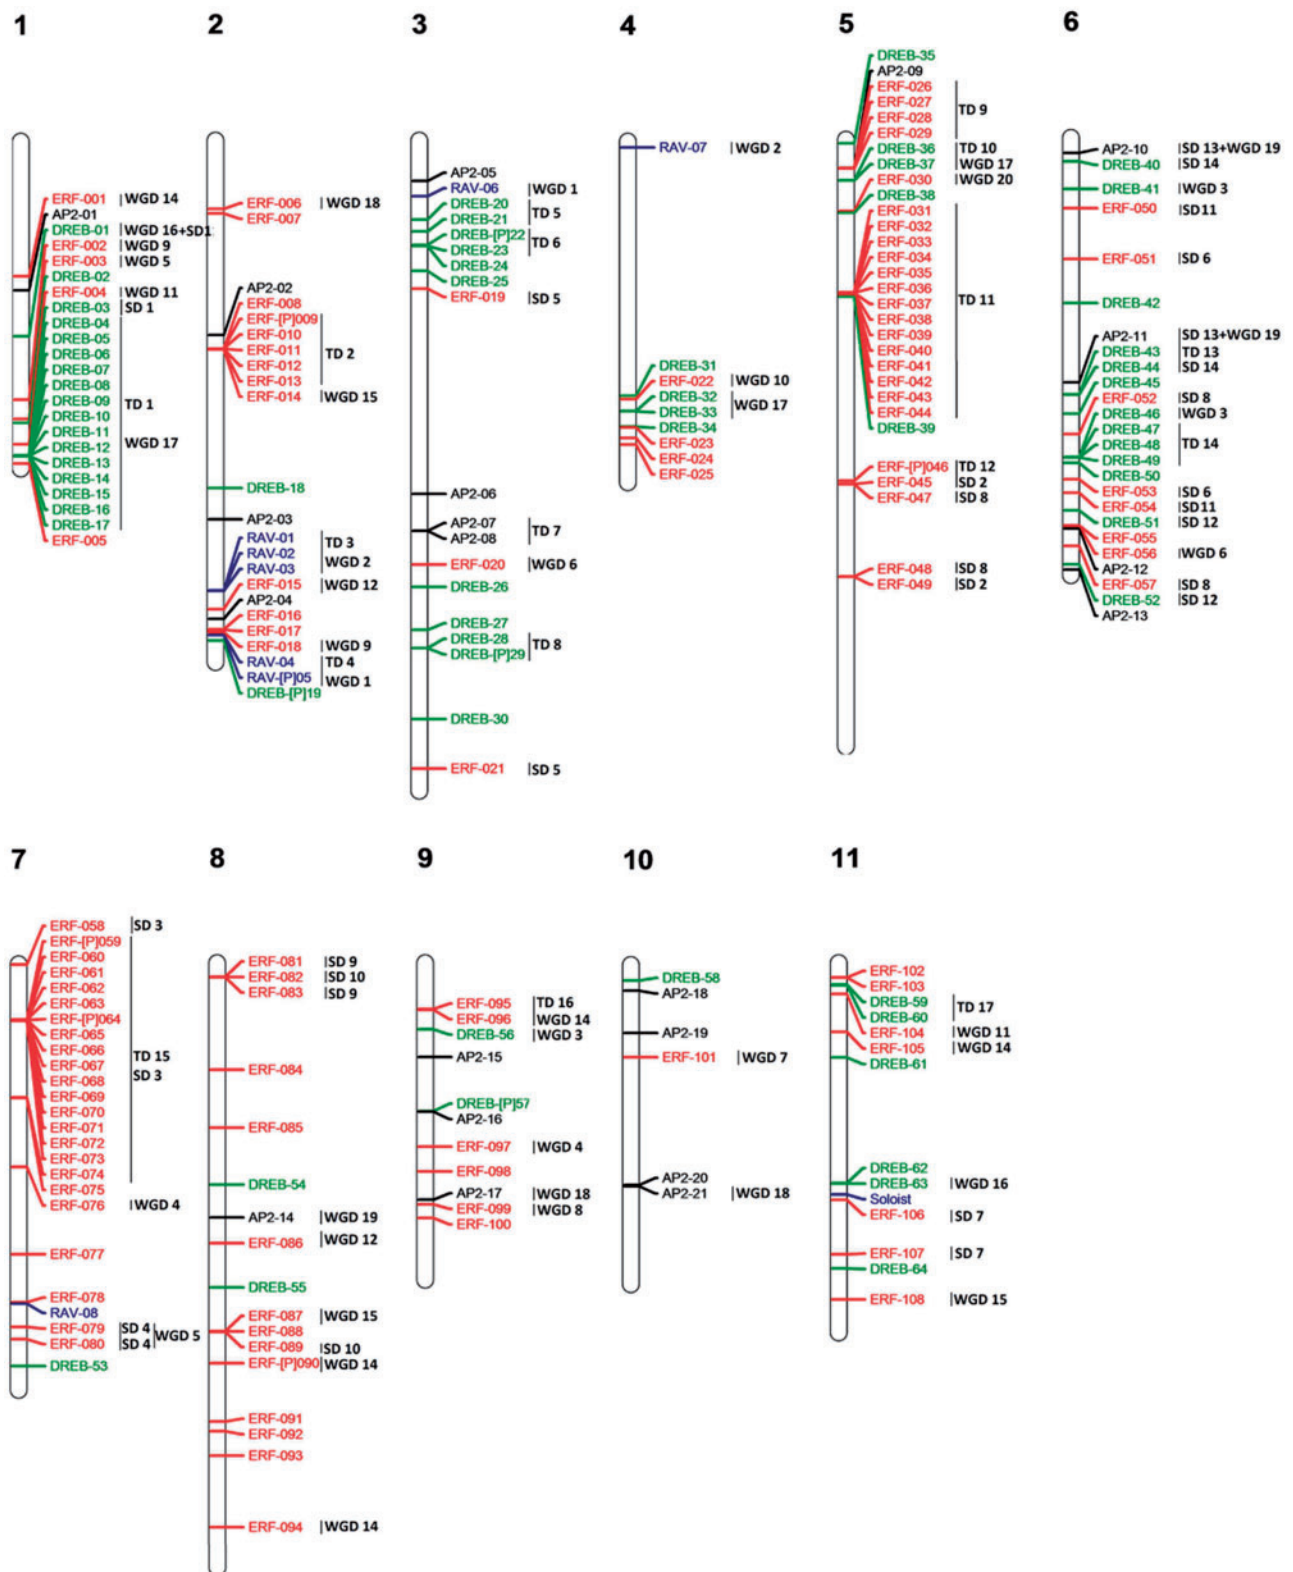 1
ERF-001 WGD 14
AP2-01
DREB-01 WGD 16+SD1
ERF-002 WGD 9
ERF-003 WGD 5
DREB-02
ERF-004 WGD 11
DREB-03 SD 1
DREB-04
DREB-05
DREB-06
DREB-07
DREB-08
DREB-09
TD 1
DREB-10
DREB-11
WGD 17
DREB-12
DREB-13
DREB-14
DREB-15
DREB-16
DREB-17
ERF-005
2
ERF-006 WGD 18
ERF-007
AP2-02
ERF-008
ERF-[P]009
ERF-010
TD 2
ERF-011
ERF-012
ERF-013
ERF-014 WGD 15
DREB-18
AP2-03
RAV-01 TD 3
RAV-02
WGD 2
RAV-03
ERF-015 WGD 12
AP2-04
ERF-016
ERF-017
ERF-018 WGD 9
RAV-04 TD 4
RAV-[P]05 WGD 1
DREB-[P]19
3
AP2-05
RAV-06 WGD 1
DREB-20
TD 5
DREB-21
DREB-[P]22
TD 6
DREB-23
DREB-24
DREB-25
ERF-019 SD 5
AP2-06
AP2-07
TD 7
AP2-08
ERF-020 WGD 6
DREB-26
DREB-27
DREB-28
TD 8
DREB-[P]29
DREB-30
ERF-021 SD 5
4
RAV-07 WGD 2
DREB-31
ERF-022 WGD 10
DREB-32
WGD 17
DREB-33
DREB-34
ERF-023
ERF-024
ERF-025
5
DREB-35
AP2-09
ERF-026
ERF-027
TD 9
ERF-028
ERF-029
DREB-36 TD 10
DREB-37 WGD 17
ERF-030 WGD 20
DREB-38
ERF-031
ERF-032
ERF-033
ERF-034
ERF-035
ERF-036
TD 11
ERF-037
ERF-038
ERF-039
ERF-040
ERF-041
ERF-042
ERF-043
ERF-044
DREB-39
ERF-[P]046 TD 12
ERF-045 SD 2
ERF-047 SD 8
ERF-048 SD 8
ERF-049 SD 2
6
AP2-10 SD 13+WGD 19
DREB-40 SD 14
DREB-41 WGD 3
ERF-050 SD11
ERF-051 SD 6
DREB-42
AP2-11 SD 13+WGD 19
DREB-43 TD 13
DREB-44 SD 14
DREB-45
ERF-052 SD 8
DREB-46 WGD 3
DREB-47
DREB-48 TD 14
DREB-49
DREB-50
ERF-053 SD 6
ERF-054 SD11
DREB-51 SD 12
ERF-055
ERF-056 WGD 6
AP2-12
ERF-057 SD 8
DREB-52 SD 12
AP2-13
7
ERF-058 SD 3
ERF-[P]059
ERF-060
ERF-061
ERF-062
ERF-063
ERF-[P]064
ERF-065
ERF-066
TD 15
ERF-067
SD 3
ERF-068
ERF-069
ERF-070
ERF-071
ERF-072
ERF-073
ERF-074
ERF-075
ERF-076 WGD 4
ERF-077
ERF-078
RAV-08
ERF-079 SD 4
WGD 5
ERF-080 SD 4
DREB-53
8
ERF-081 SD 9
ERF-082 SD 10
ERF-083 SD 9
ERF-084
ERF-085
DREB-54
AP2-14 WGD 19
ERF-086 WGD 12
DREB-55
ERF-087 WGD 15
ERF-088
ERF-089 SD 10
ERF-[P]090 WGD 14
ERF-091
ERF-092
ERF-093
ERF-094 WGD 14
9
ERF-095 TD 16
ERF-096 WGD 14
DREB-56 WGD 3
AP2-15
DREB-[P]57
AP2-16
ERF-097 WGD 4
ERF-098
AP2-17 WGD 18
ERF-099 WGD 8
ERF-100
10
DREB-58
AP2-18
AP2-19
ERF-101 WGD 7
AP2-20
AP2-21 WGD 18
11
ERF-102
ERF-103
DREB-59
TD 17
DREB-60
ERF-104 WGD 11
ERF-105 WGD 14
DREB-61
DREB-62
DREB-63 WGD 16
Soloist
ERF-106 SD 7
ERF-107 SD 7
DREB-64
ERF-108 WGD 15